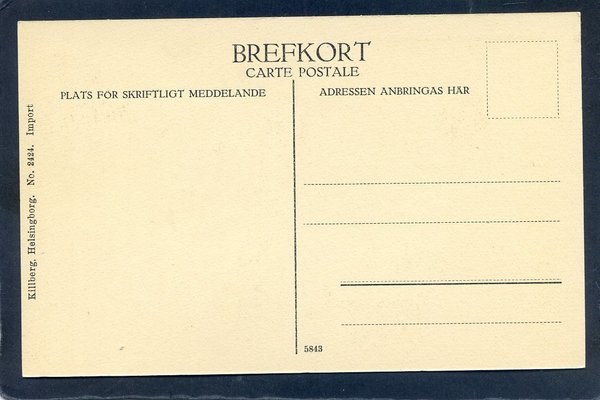 BREFKORT
CARTE POSTALE
PLATS FÖR SKRIFTLIGT MEDDELANDE
ADRESSEN ANBRINGAS HÄR
Killberg. Helsingborg. No. 2424. Import
5843